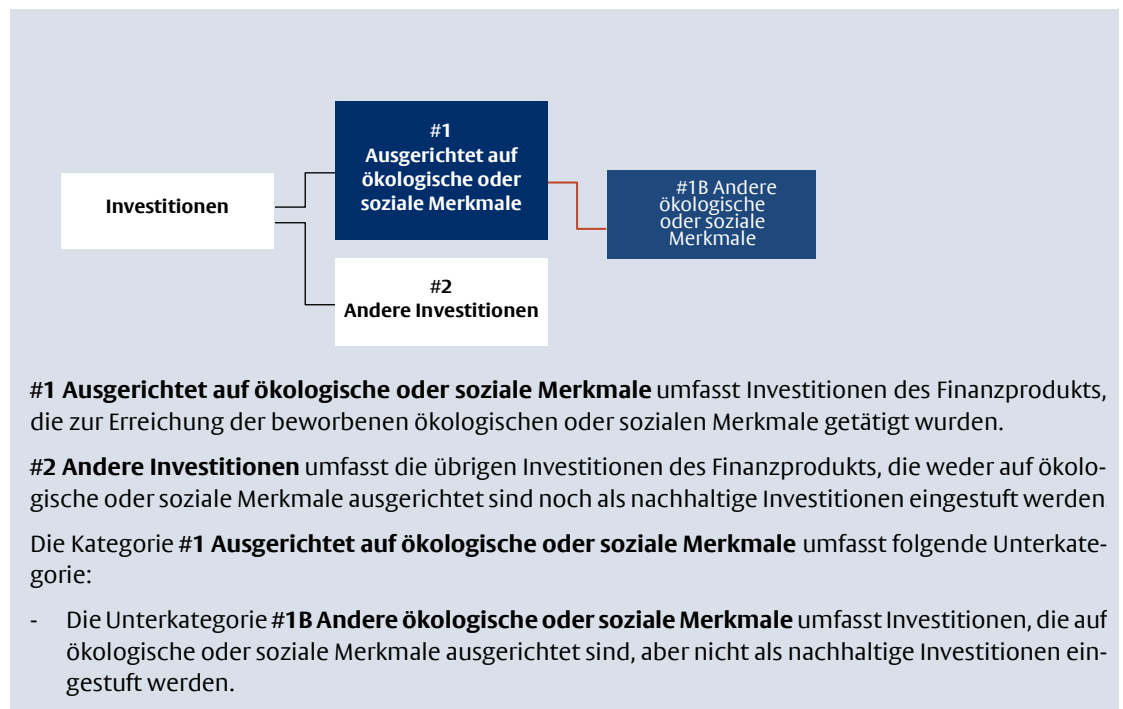 #1
Ausgerichtet auf
ökologische oder
soziale Merkmale
Investitionen
#1B Andere
ökologische
oder soziale
Merkmale
#2
Andere Investitionen
#1 Ausgerichtet auf ökologische oder soziale Merkmale umfasst Investitionen des Finanzprodukts,
die zur Erreichung der beworbenen ökologischen oder sozialen Merkmale getätigt wurden.
#2 Andere Investitionen umfasst die übrigen Investitionen des Finanzprodukts, die weder auf ökolo-
gische oder soziale Merkmale ausgerichtet sind noch als nachhaltige Investitionen eingestuft werden.
Die Kategorie #1 Ausgerichtet auf ökologische oder soziale Merkmale umfasst folgende Unterkate-
gorie:
- Die Unterkategorie #1B Andere ökologische oder soziale Merkmale umfasst Investitionen, die auf
ökologische oder soziale Merkmale ausgerichtet sind, aber nicht als nachhaltige Investitionen ein-
gestuft werden.